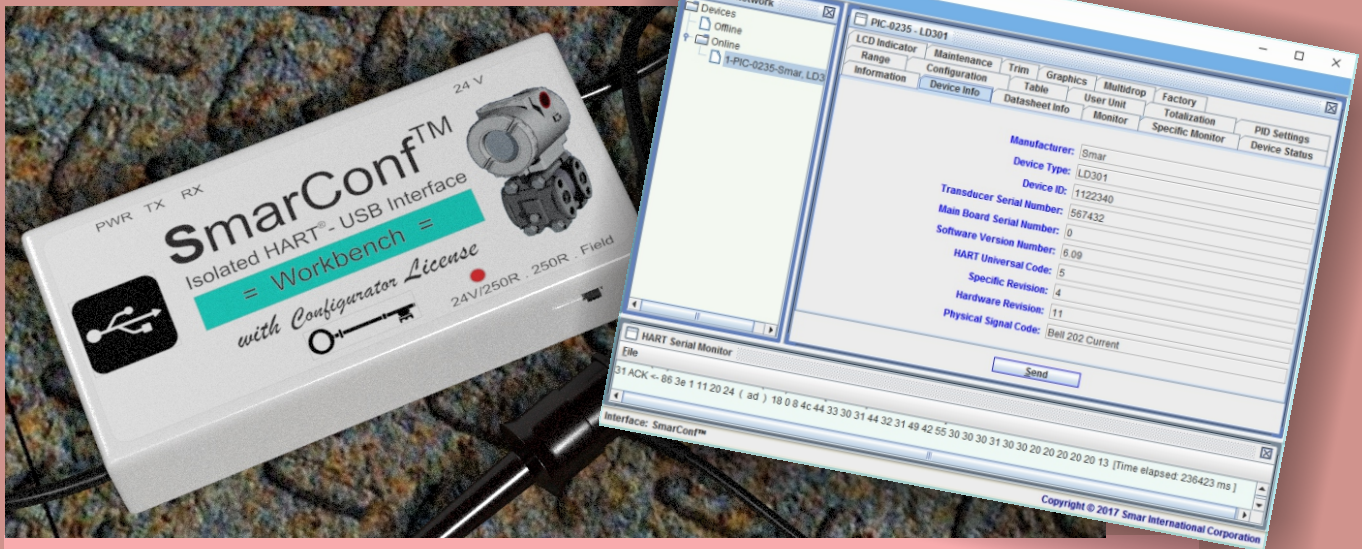 24 V
PWR TX RX
SmarConf™
Isolated HART® - USB Interface
= Workbench =
with Configurator License
24V/250R . 250R . Field
Devices
Offline
Online
1-PIC-0235-Smar, LD3
PIC-0235 - LD301
LCD Indicator Maintenance Trim Graphics Multidrop Factory
Range Configuration Table User Unit Totalization PID Settings
Information Device Info Datasheet Info Monitor Specific Monitor Device Status
Manufacturer: Smar
Device Type: LD301
Device ID: 1122340
Transducer Serial Number: 567432
Main Board Serial Number: 0
Software Version Number: 6.09
HART Universal Code: 5
Specific Revision: 4
Hardware Revision: 11
Physical Signal Code: Bell 202 Current
Send
HART Serial Monitor
File
31 ACK <- 86 3e 1 11 20 24 ( ad ) 18 0 8 4c 44 33 30 31 44 32 31 49 42 55 30 30 30 31 30 30 20 20 20 20 20 13 [Time elapsed: 236423 ms ]
Interface: SmarConf™
Copyright © 2017 Smar International Corporation